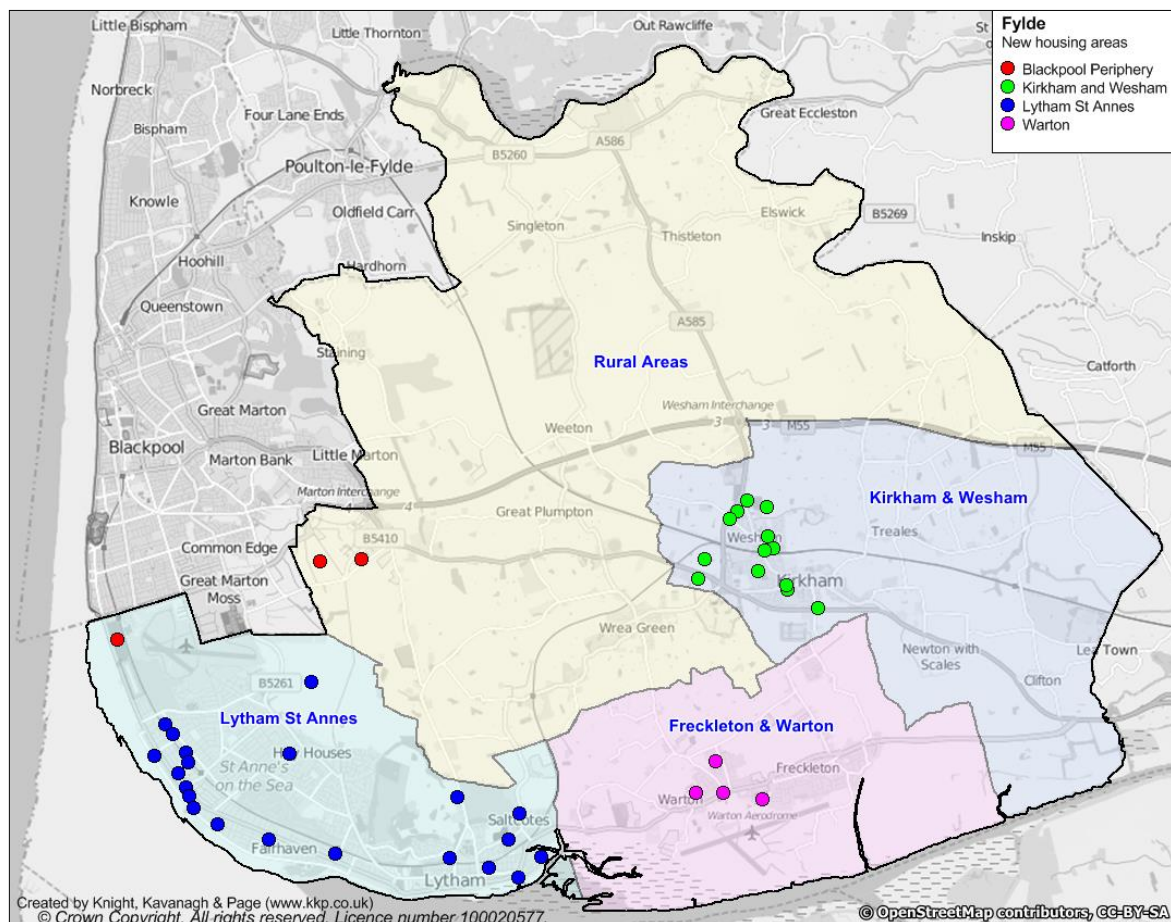 Little Bispham
Little Thornton
Out Rawcliffe
Fylde
New housing areas
Blackpool Periphery
Kirkham and Wesham
Lytham St Annes
Warton
Norbreck
Four Lane Ends
Great Eccleston
Bispham
A586
B5260
Poulton-le-Fylde
Knowle
Oldfield Carr
Singleton
Elswick
B5269
Thistleton
Inskip
Hoohill
Hardhorn
Queenstown
A585
Staining
Rural Areas
Catforth
Great Marton
Wesham Interchange
3
3
M55
Blackpool
Weeton
M55
Marton Bank
Little Marton
Marton Interchange
4
Kirkham & Wesham
Great Plumpton
Treales
B5410
Wesham
Common Edge
Great Marton
Moss
Kirkham
Wrea Green
Newton with
Scales
Lea Town
B5261
Clifton
Lytham St Annes
Freckleton & Warton
Hey Houses
St Anne's
on the Sea
Freckleton
Warton
Warton Aerodrome
Saltcotes
Fairhaven
Lytham
Created by Knight, Kavanagh & Page (www.kkp.co.uk)
© Crown Copyright. All rights reserved. Licence number 100020577.
© OpenStreetMap contributors, CC-BY-SA